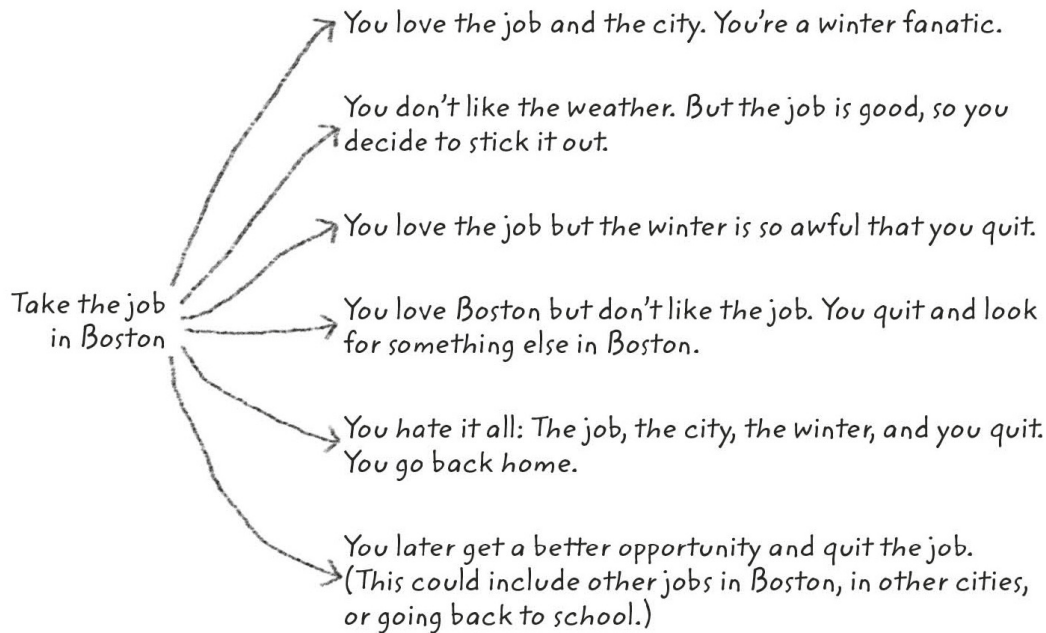 You love the job and the city. You're a winter fanatic.
You don't like the weather. But the job is good, so you
decide to stick it out.
You love the job but the winter is so awful that you quit.
Take the job
in Boston
You love Boston but don't like the job. You quit and look
for something else in Boston.
You hate it all: The job, the city, the winter, and you quit.
You go back home.
You later get a better opportunity and quit the job.
(This could include other jobs in Boston, in other cities,
or going back to school.)